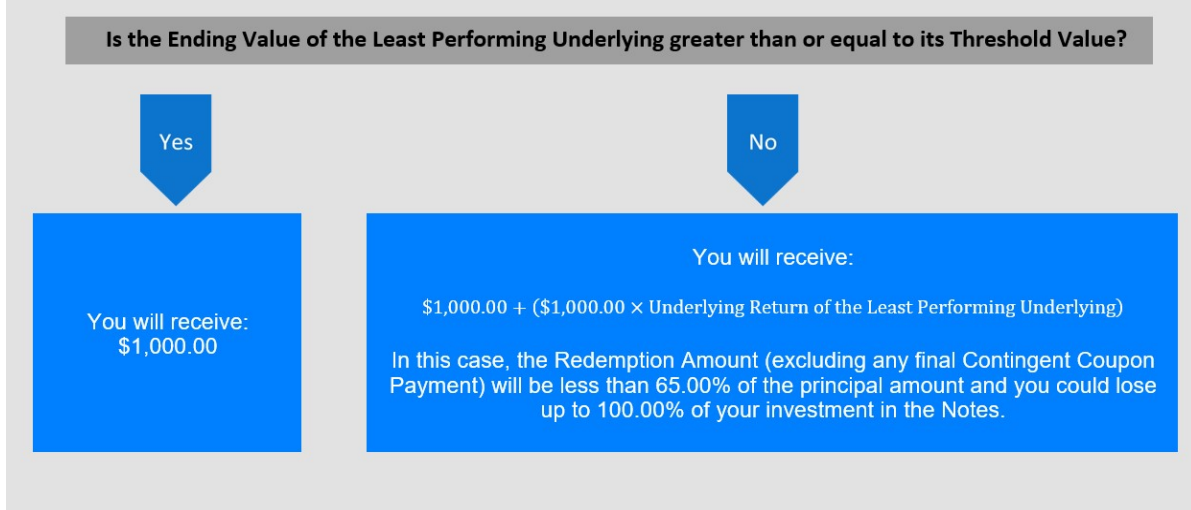 Is the Ending Value of the Least Performing Underlying greater than or equal to its Threshold Value?
Yes
No
You will receive:
$1,000.00
You will receive:
$1,000.00 + ($1,000.00 × Underlying Return of the Least Performing Underlying)
In this case, the Redemption Amount (excluding any final Contingent Coupon
Payment) will be less than 65.00% of the principal amount and you could lose
up to 100.00% of your investment in the Notes.